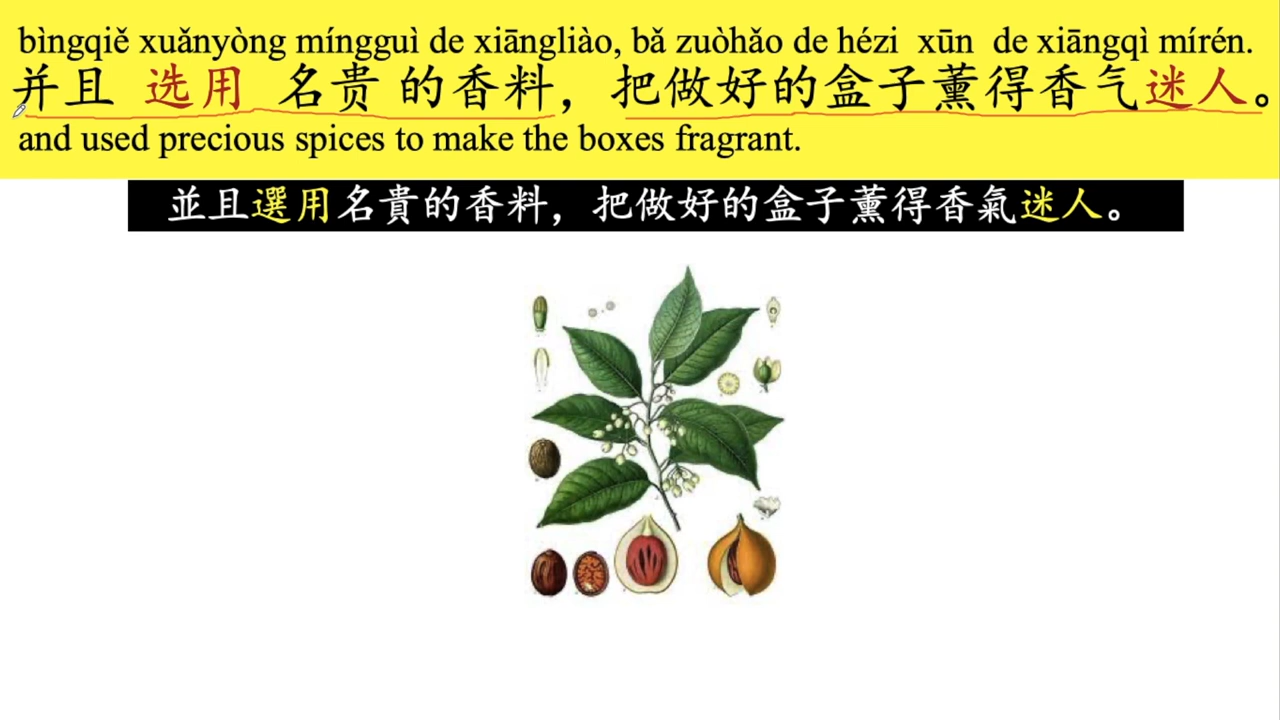 bìngqiě xuǎnyòng míngguì de xiāngliào, bǎ zuòhǎo de hézi xūn de xiāngqì mírén.
并且 选用 名贵 的香料，把做好的盒子薰得香气迷人。
and used precious spices to make the boxes fragrant.
並且選用名貴的香料，把做好的盒子薰得香氣迷人。